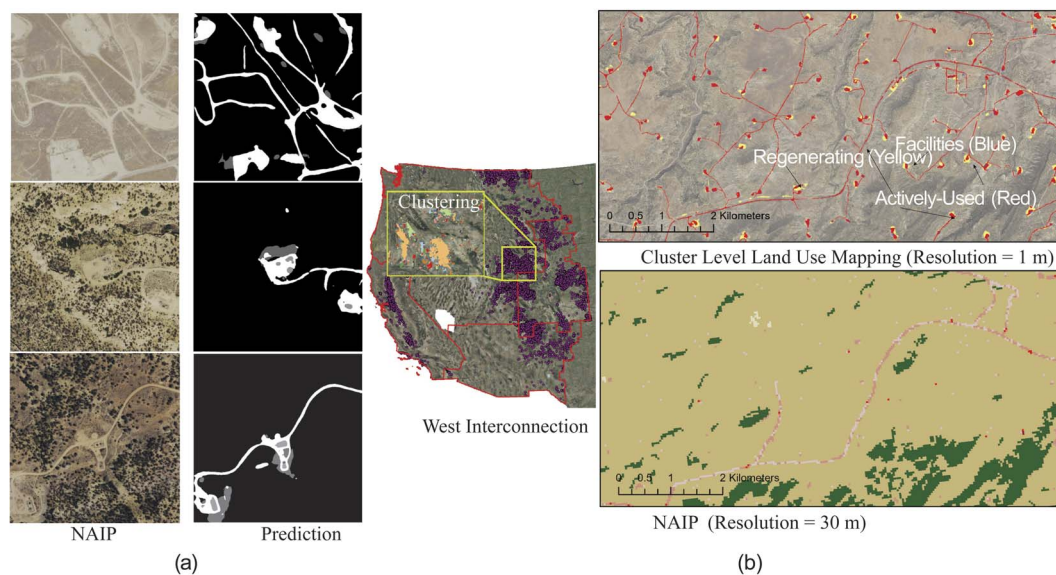 NAIP
Prediction
(a)
Clustering
West Interconnection
Facilities (Blue)
Regenerating (Yellow)
Actively-Used (Red)
0 0.5 1 2 Kilometers
Cluster Level Land Use Mapping (Resolution = 1 m)
0 0.5 1 2 Kilometers
NAIP (Resolution = 30 m)
(b)